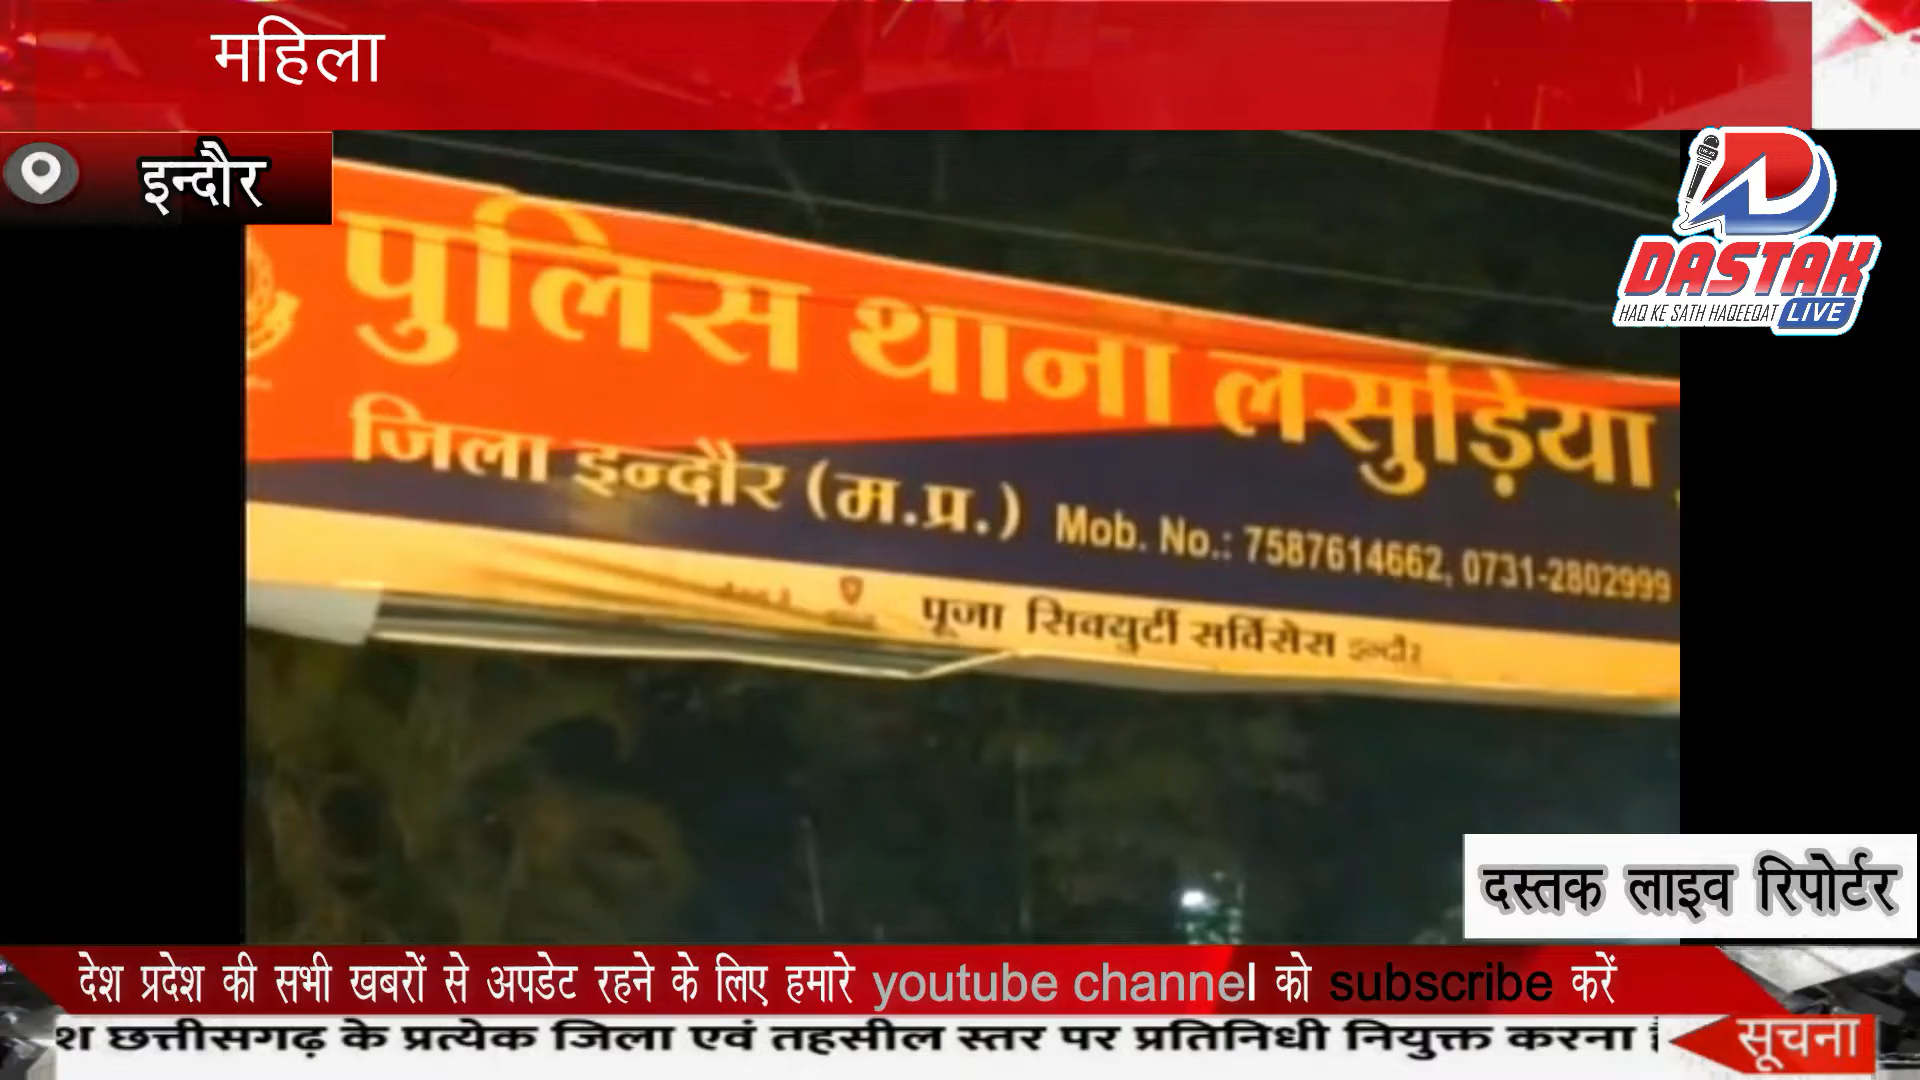 महिला
इन्दौर
DASTAK
HAQ KE SATH HAQEEQAT LIVE
पुलिस थाना लसुड़िया
जिला इन्दौर (म.प्र.) Mob. No.: 7587614662, 0731-2802999
पूजा सिक्युर्टी सर्विसेस इन्दौर
दस्तक लाइव रिपोर्टर
देश प्रदेश की सभी खबरों से अपडेट रहने के लिए हमारे youtube channel को subscribe करें
श छत्तीसगढ़ के प्रत्येक जिला एवं तहसील स्तर पर प्रतिनिधी नियुक्त करना
सूचना